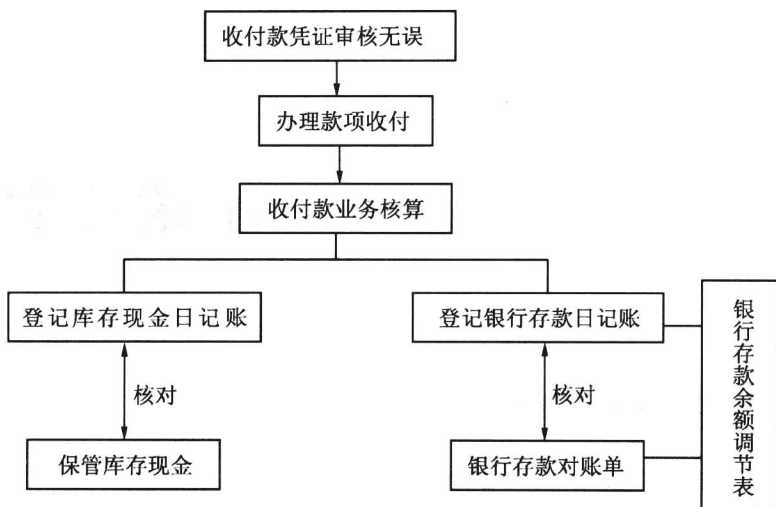 收付款凭证审核无误
办理款项收付
收付款业务核算
登记库存现金日记账
登记银行存款日记账
核对
核对
保管库存现金
银行存款对账单
银行存款余额调节表